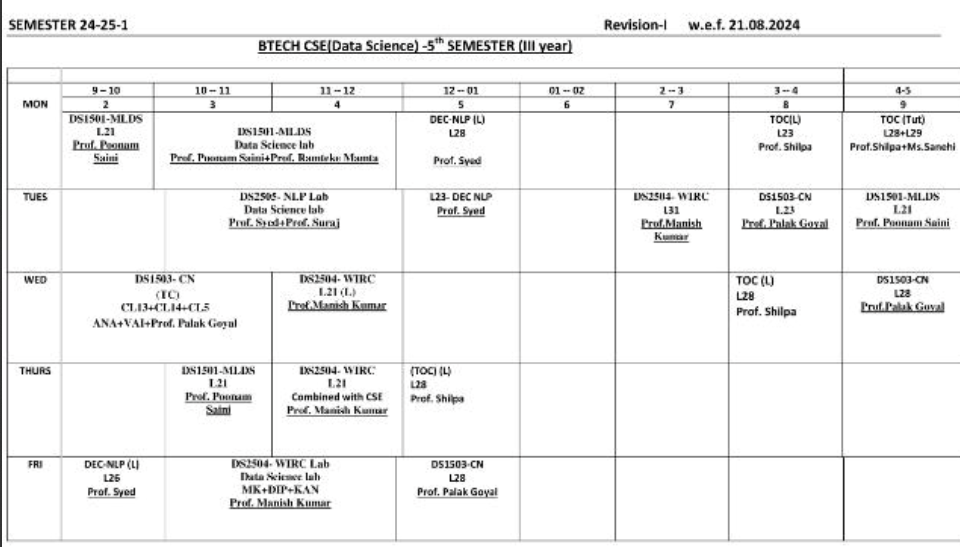 SEMESTER 24-25-1 Revision-I w.e.f. 21.08.2024
BTECH CSE(Data Science) -5th SEMESTER (III year)
9 – 10 10 – 11 11 – 12 12 – 01 01 – 02 2 – 3 3 – 4 4-5
MON 2 3 4 5 6 7 8 9
DS1501-MLDS
L21
Prof. Poonam
Saini
DS1501-MLDS
Data Science lab
Prof. Poonam Saini+Prof. Ramteke Mamta
DEC-NLP (L)
L28
Prof. Syed
TOC(L)
L23
Prof. Shilpa
TOC (Tut)
L28+L29
Prof.Shilpa+Ms.Sanehi
TUES
DS2505- NLP Lab
Data Science lab
Prof. Syed+Prof. Suraj
L23- DEC NLP
Prof. Syed
DS2504- WIRC
L31
Prof.Manish
Kumar
DS1503-CN
L23
Prof. Palak Goyal
DS1501-MLDS
L21
Prof. Poonam Saini
WED
DS1503- CN
(TC)
CL13+CL14+CL5
ANA+VAI+Prof. Palak Goyal
DS2504- WIRC
L21 (L)
Prof.Manish Kumar
TOC (L)
L28
Prof. Shilpa
DS1503-CN
L28
Prof.Palak Goyal
THURS
DS1501-MLDS
L21
Prof. Poonam
Saini
DS2504- WIRC
L21
Combined with CSE
Prof. Manish Kumar
(TOC) (L)
L28
Prof. Shilpa
FRI
DEC-NLP (L)
L26
Prof. Syed
DS2504- WIRC Lab
Data Science lab
MK+DIP+KAN
Prof. Manish Kumar
DS1503-CN
L28
Prof. Palak Goyal